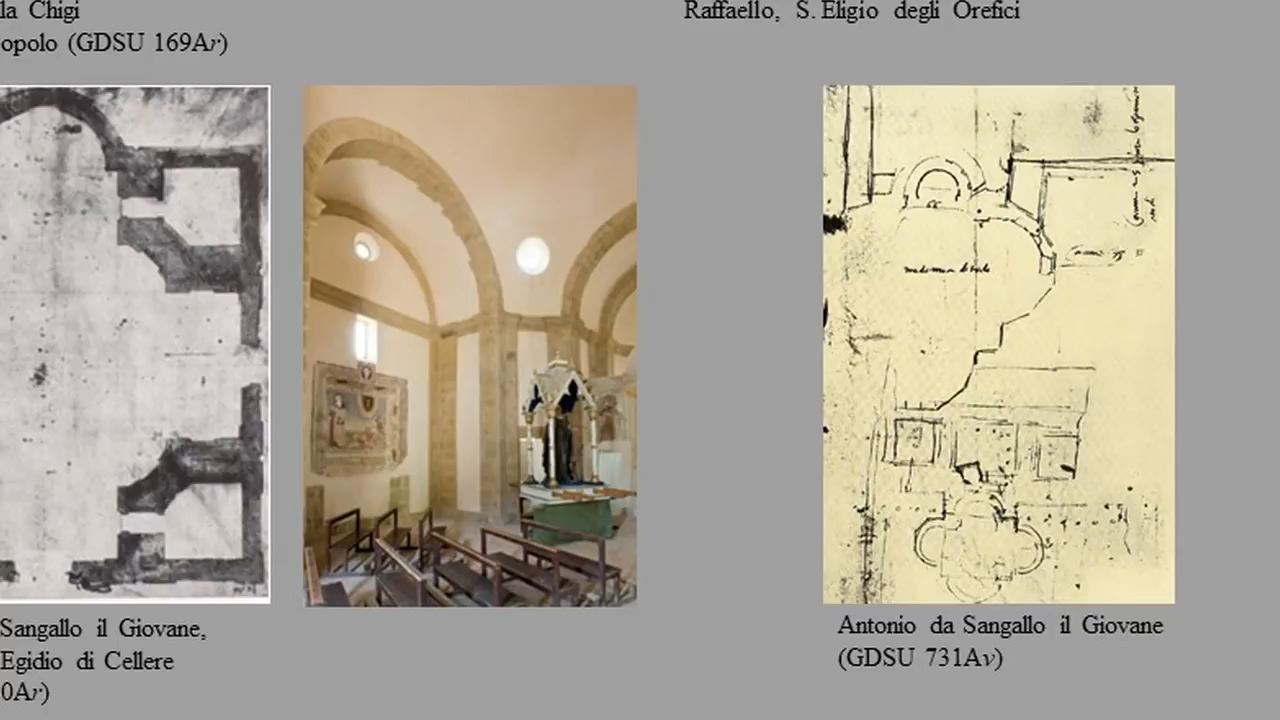 la Chigi
opolo (GDSU 169Ar)
Raffaello, S. Eligio degli Orefici
Sangallo il Giovane,
Egidio di Cellere
0Ar)
Antonio da Sangallo il Giovane
(GDSU 731Av)